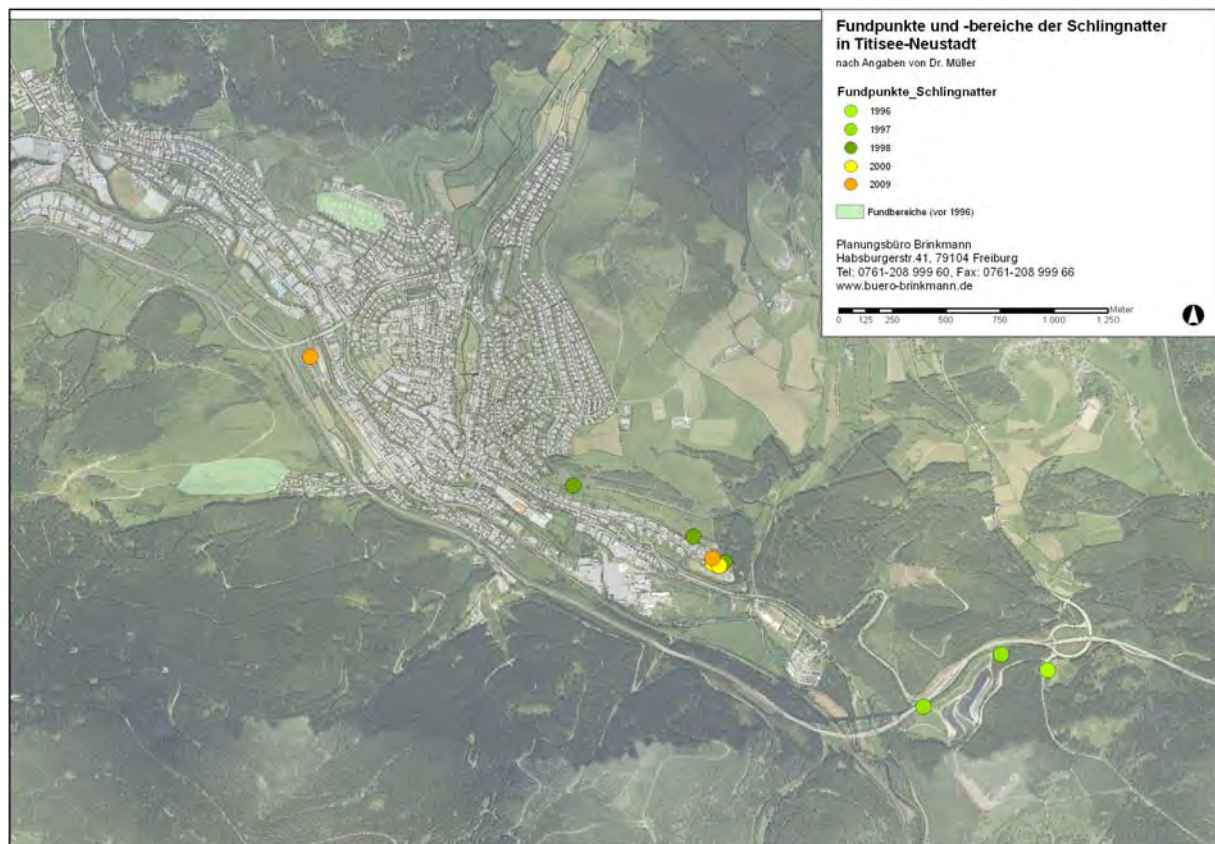 Fundpunkte und -bereiche der Schlingnatter
in Titisee-Neustadt
nach Angaben von Dr. Müller
Fundpunkte_Schlingnatter
1996
1997
1998
2000
2009
Fundbereiche (vor 1996)
Planungsbüro Brinkmann
Habsburgerstr.41, 79104 Freiburg
Tel: 0761-208 999 60, Fax: 0761-208 999 66
www.buero-brinkmann.de
Meter
0 125 250 500 750 1 000 1 250